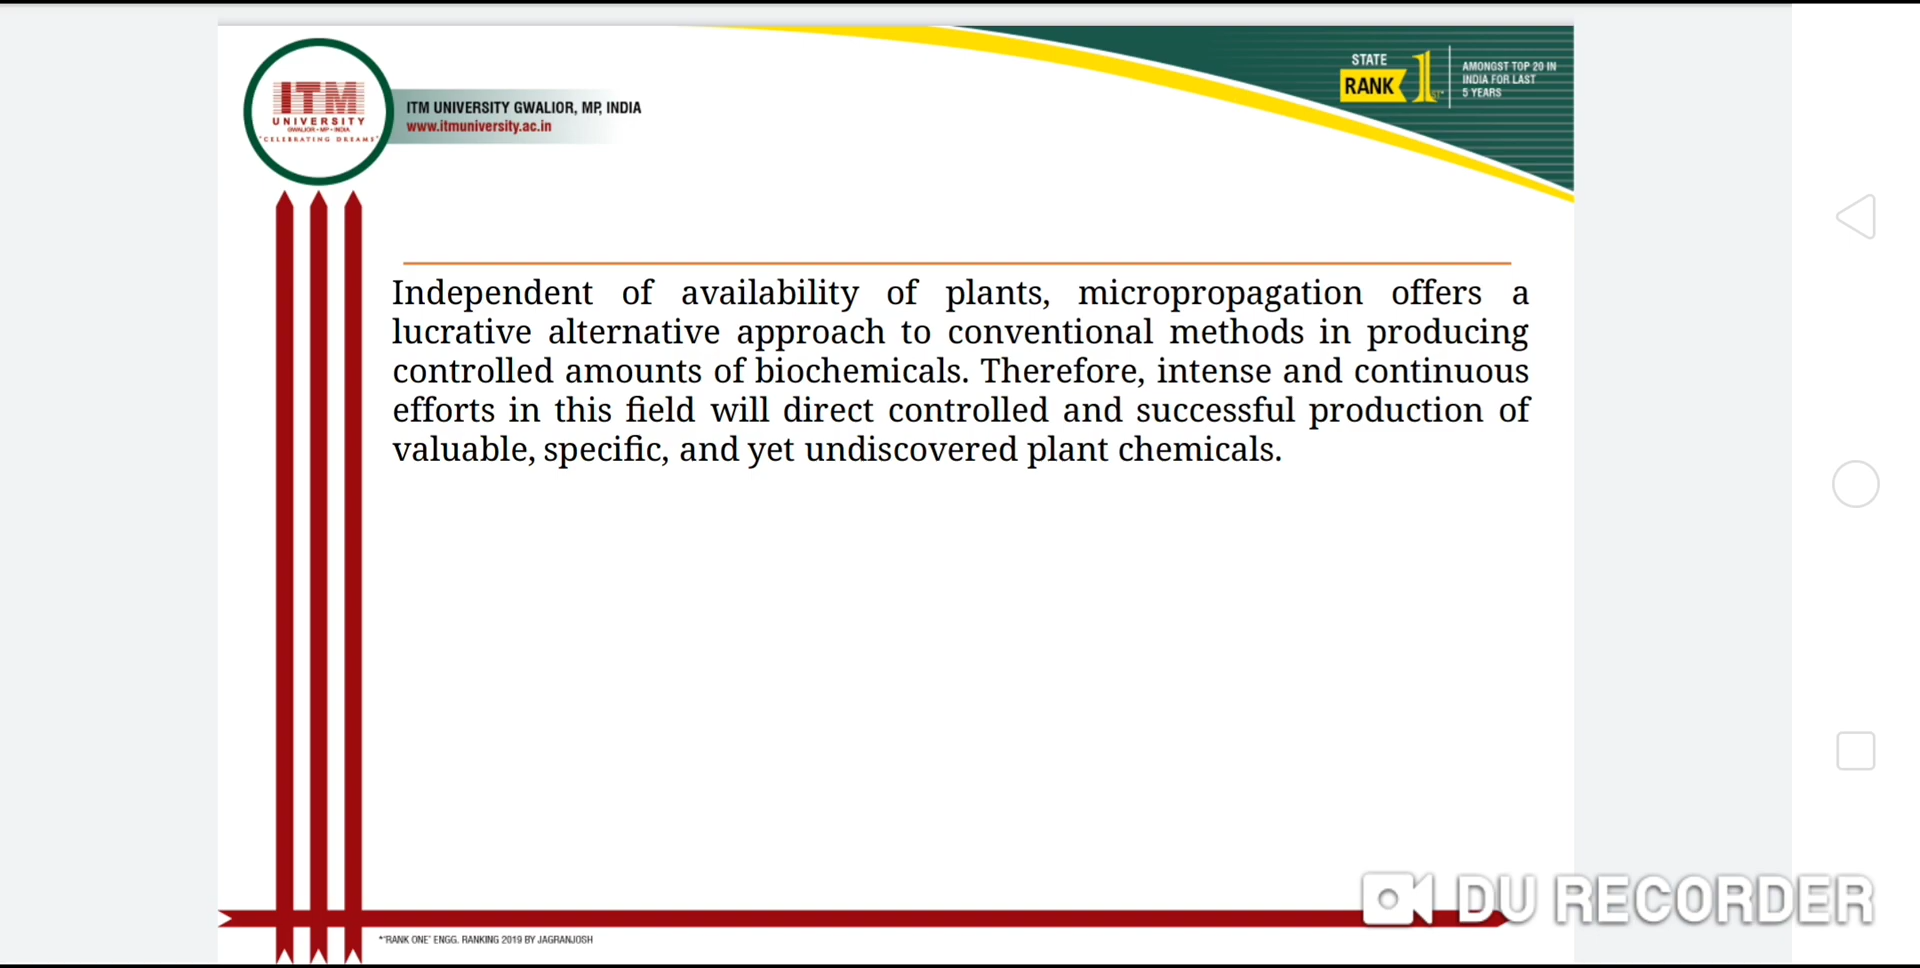 ITM
UNIVERSITY
GWALIOR • MP • INDIA
"CELEBRATING DREAMS"
ITM UNIVERSITY GWALIOR, MP, INDIA
www.itmuniversity.ac.in
STATE
RANK 1ST*
AMONGST TOP 20 IN
INDIA FOR LAST
5 YEARS
Independent of availability of plants, micropropagation offers a
lucrative alternative approach to conventional methods in producing
controlled amounts of biochemicals. Therefore, intense and continuous
efforts in this field will direct controlled and successful production of
valuable, specific, and yet undiscovered plant chemicals.
DU RECORDER
*"RANK ONE" ENGG. RANKING 2019 BY JAGRANJOSH